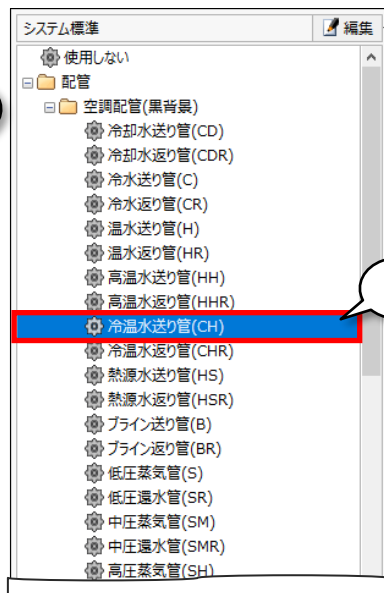 システム標準 編集
使用しない
配管
空調配管(黒背景)
冷却水送り管(CD)
冷却水返り管(CDR)
冷水送り管(C)
冷水返り管(CR)
温水送り管(H)
温水返り管(HR)
高温水送り管(HH)
高温水返り管(HHR)
冷温水送り管(CH)
冷温水返り管(CHR)
熱源水送り管(HS)
熱源水返り管(HSR)
ブライン送り管(B)
ブライン返り管(BR)
低圧蒸気管(S)
低圧還水管(SR)
中圧蒸気管(SM)
中圧還水管(SMR)
高圧蒸気管(SH)